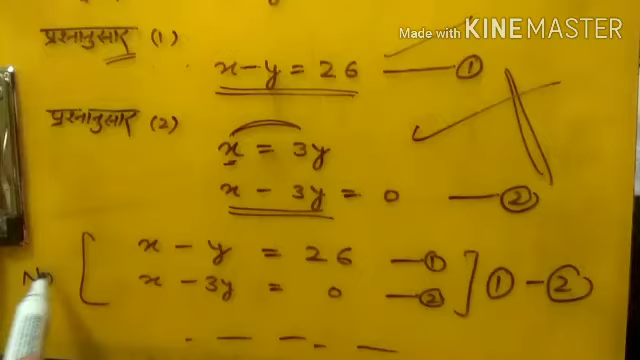 Made with KINEMASTER
प्रश्नानुसार (1)
x - y = 26 — ①
प्रश्नानुसार (2)
x = 3y
x - 3y = 0 — ②
x - y = 26 — ①
x - 3y = 0 — ②
① - ②